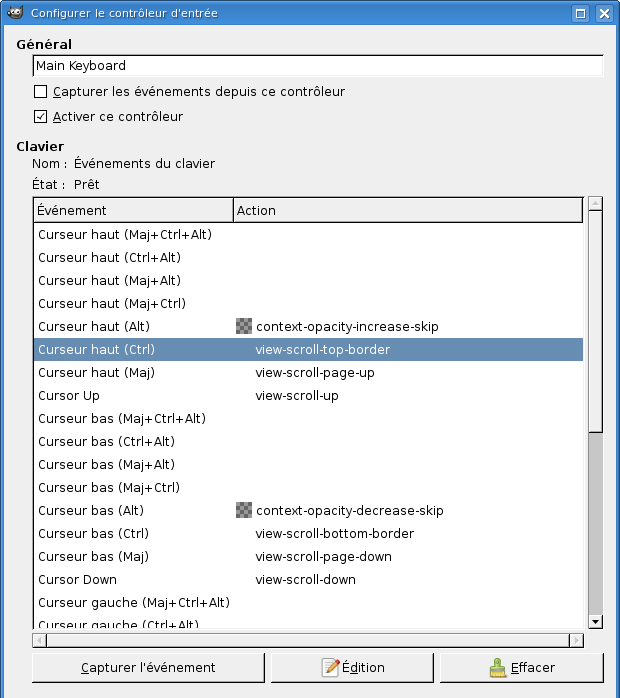 Configurer le contrôleur d'entrée
Général
Main Keyboard
Capturer les événements depuis ce contrôleur
Activer ce contrôleur
Clavier
Nom : Événements du clavier
État : Prêt
Événement Action
Curseur haut (Maj+Ctrl+Alt)
Curseur haut (Ctrl+Alt)
Curseur haut (Maj+Alt)
Curseur haut (Maj+Ctrl)
Curseur haut (Alt) context-opacity-increase-skip
Curseur haut (Ctrl) view-scroll-top-border
Curseur haut (Maj) view-scroll-page-up
Cursor Up view-scroll-up
Curseur bas (Maj+Ctrl+Alt)
Curseur bas (Ctrl+Alt)
Curseur bas (Maj+Alt)
Curseur bas (Maj+Ctrl)
Curseur bas (Alt) context-opacity-decrease-skip
Curseur bas (Ctrl) view-scroll-bottom-border
Curseur bas (Maj) view-scroll-page-down
Cursor Down view-scroll-down
Curseur gauche (Maj+Ctrl+Alt)
Curseur gauche (Ctrl+Alt)
Capturer l'événement Édition Effacer